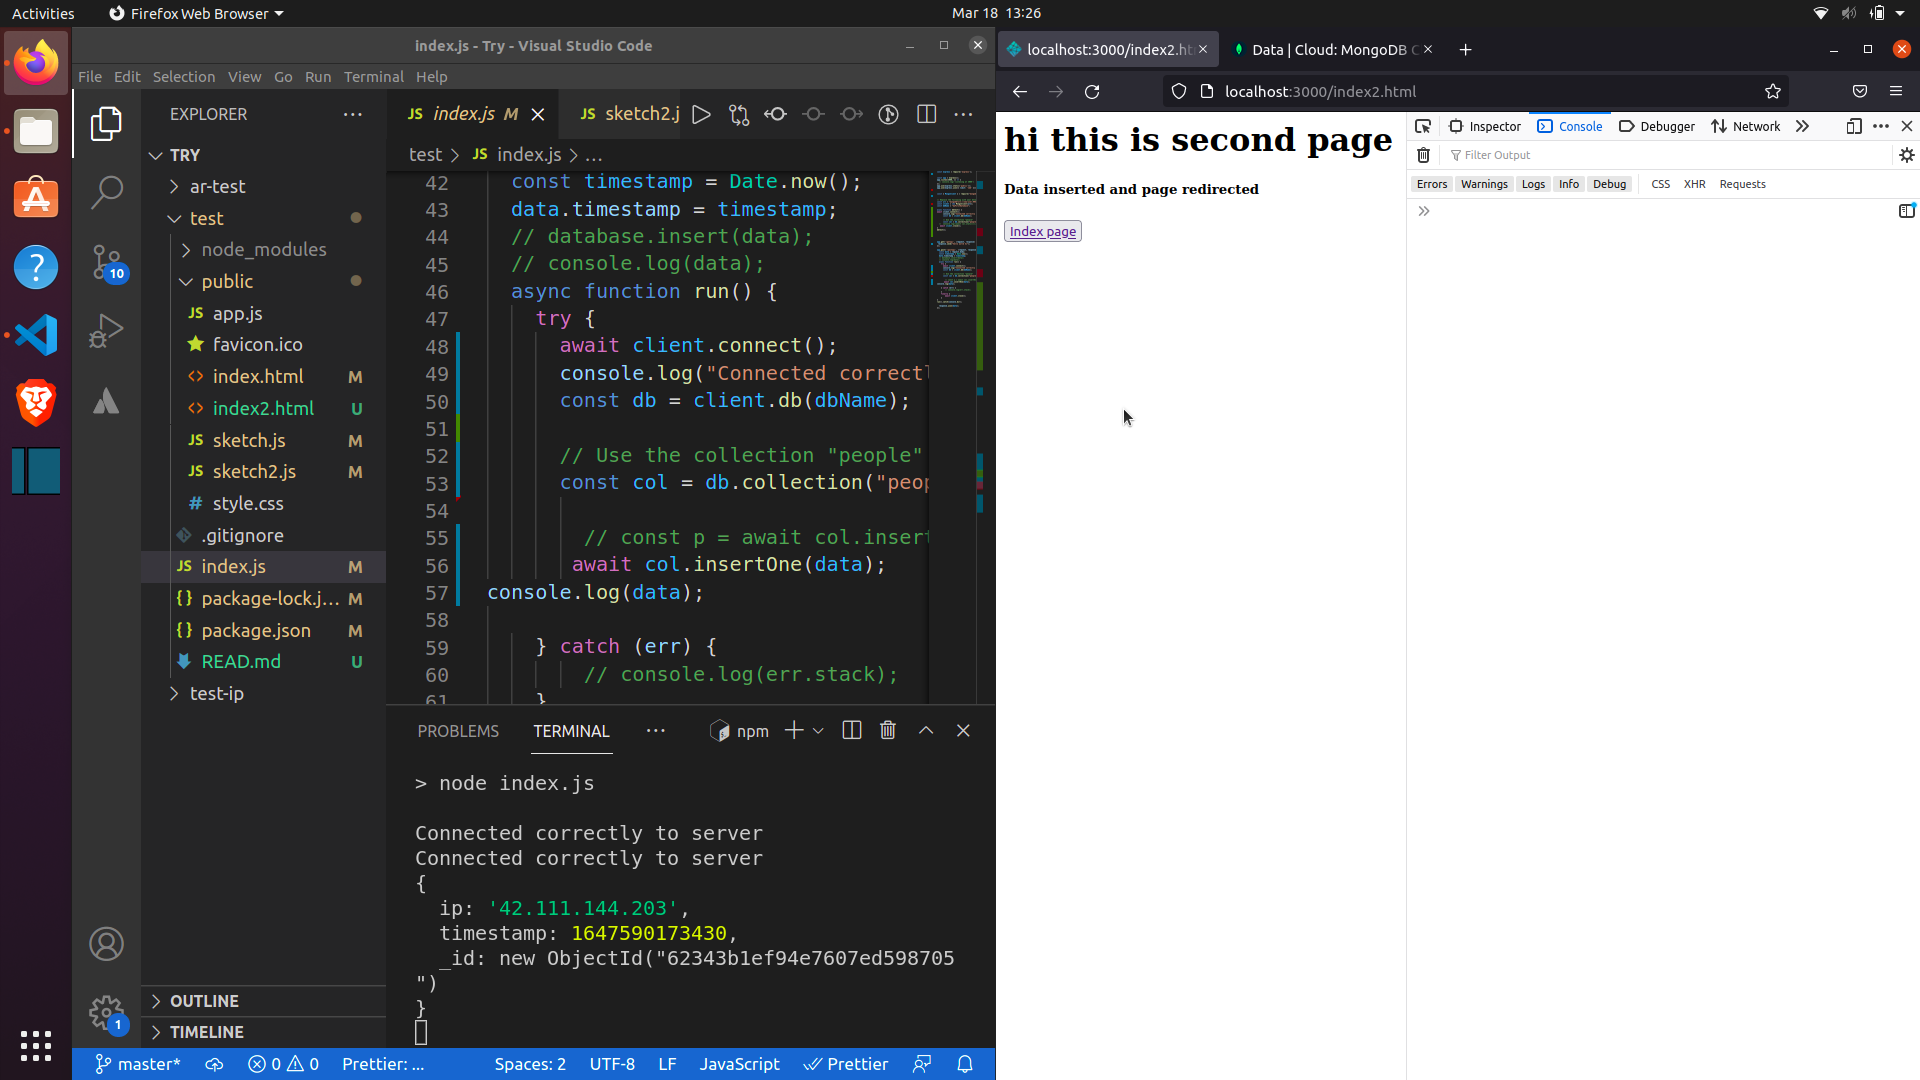 Activities
Firefox Web Browser
Mar 18 13:26
index.js - Try - Visual Studio Code
File Edit Selection View Go Run Terminal Help
EXPLORER
TRY
ar-test
test
node_modules
public
JS app.js
favicon.ico
<> index.html M
<> index2.html U
JS sketch.js M
JS sketch2.js M
# style.css
.gitignore
JS index.js M
{} package-lock.j... M
{} package.json M
READ.md U
test-ip
OUTLINE
TIMELINE
10
1
JS index.js M
JS sketch2.j
test > JS index.js > ...
42 const timestamp = Date.now();
43 data.timestamp = timestamp;
44 // database.insert(data);
45 // console.log(data);
46 async function run() {
47 try {
48 await client.connect();
49 console.log("Connected correctl
50 const db = client.db(dbName);
51
52 // Use the collection "people"
53 const col = db.collection("peop
54
55 // const p = await col.insert
56 await col.insertOne(data);
57 console.log(data);
58
59 } catch (err) {
60 // console.log(err.stack);
61 }
PROBLEMS TERMINAL ... npm
> node index.js
Connected correctly to server
Connected correctly to server
{
ip: '42.111.144.203',
timestamp: 1647590173430,
_id: new ObjectId("62343b1ef94e7607ed598705
")
}
master* 0 0 Prettier: ... Spaces: 2 UTF-8 LF JavaScript Prettier
localhost:3000/index2.ht
Data | Cloud: MongoDB C
localhost:3000/index2.html
hi this is second page
Data inserted and page redirected
Index page
Inspector Console Debugger Network
Filter Output
Errors Warnings Logs Info Debug CSS XHR Requests